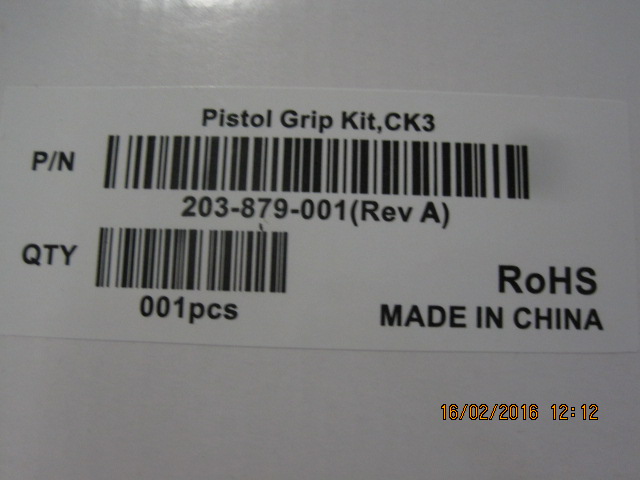 Pistol Grip Kit,CK3
P/N
203-879-001(Rev A)
QTY
001pcs
RoHS
MADE IN CHINA
16/02/2016 12:12